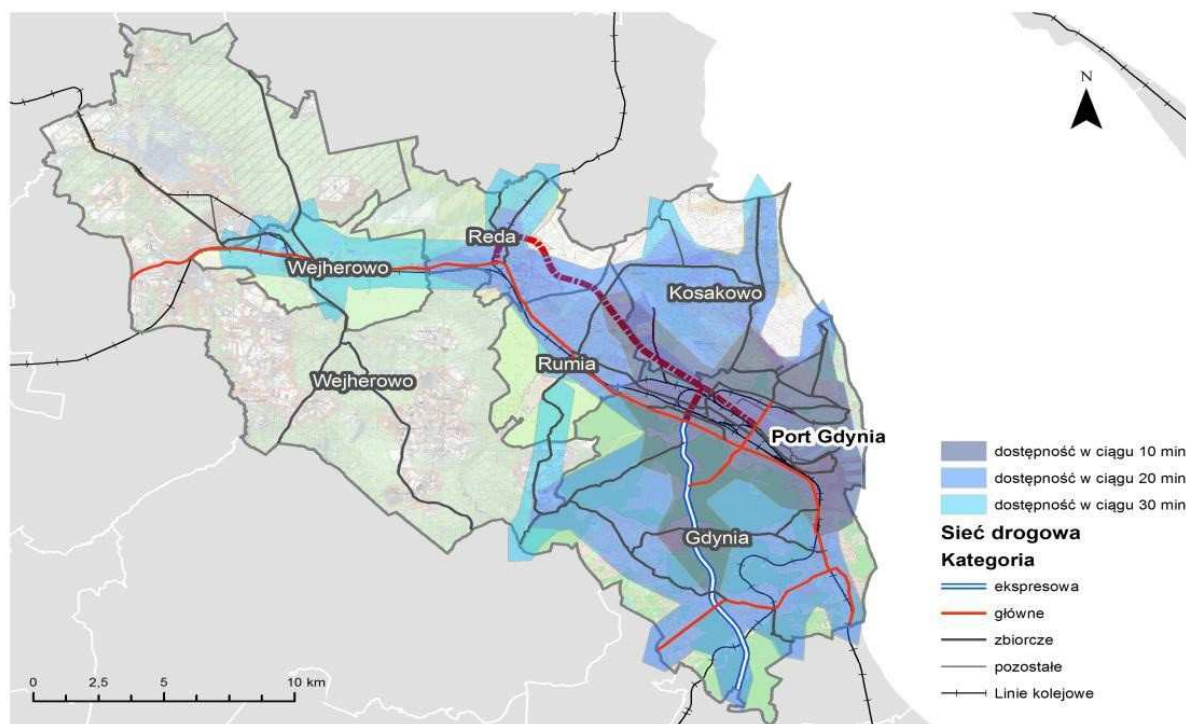 N
Reda
Wejherowo
Kosakowo
Rumia
Wejherowo
Port Gdynia
Gdynia
dostępność w ciągu 10 min
dostępność w ciągu 20 min
dostępność w ciągu 30 min
Sieć drogowa
Kategoria
ekspresowa
główne
zbiorcze
pozostałe
Linie kolejowe
0 2,5 5 10 km